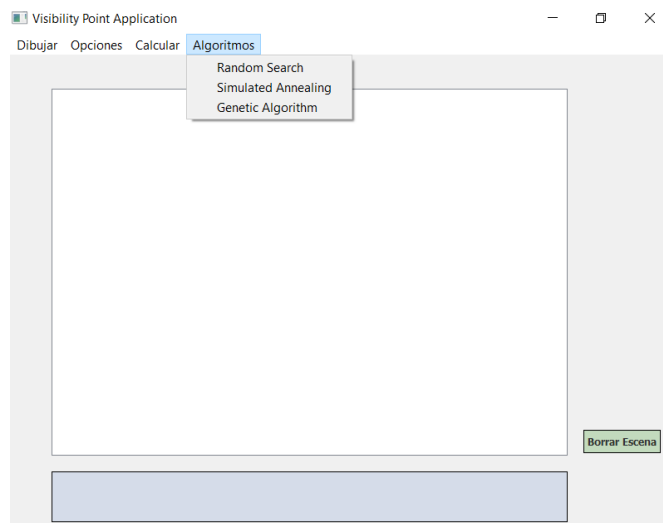 Visibility Point Application
Dibujar Opciones Calcular Algoritmos
Random Search
Simulated Annealing
Genetic Algorithm
Borrar Escena